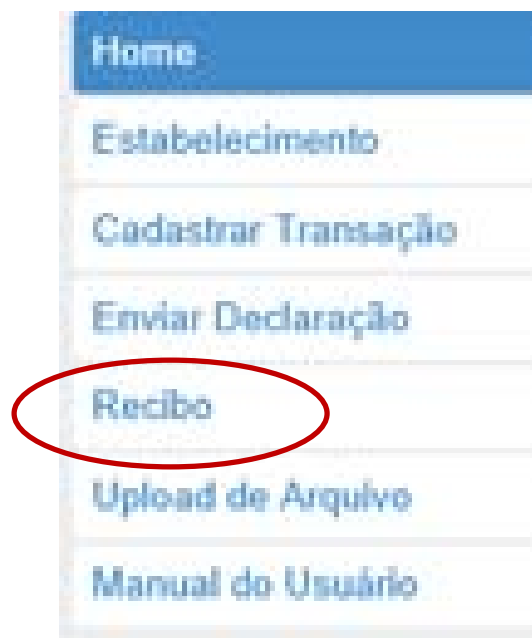 Home
Estabelecimento
Cadastrar Transação
Enviar Declaração
Recibo
Upload de Arquivo
Manual do Usuário